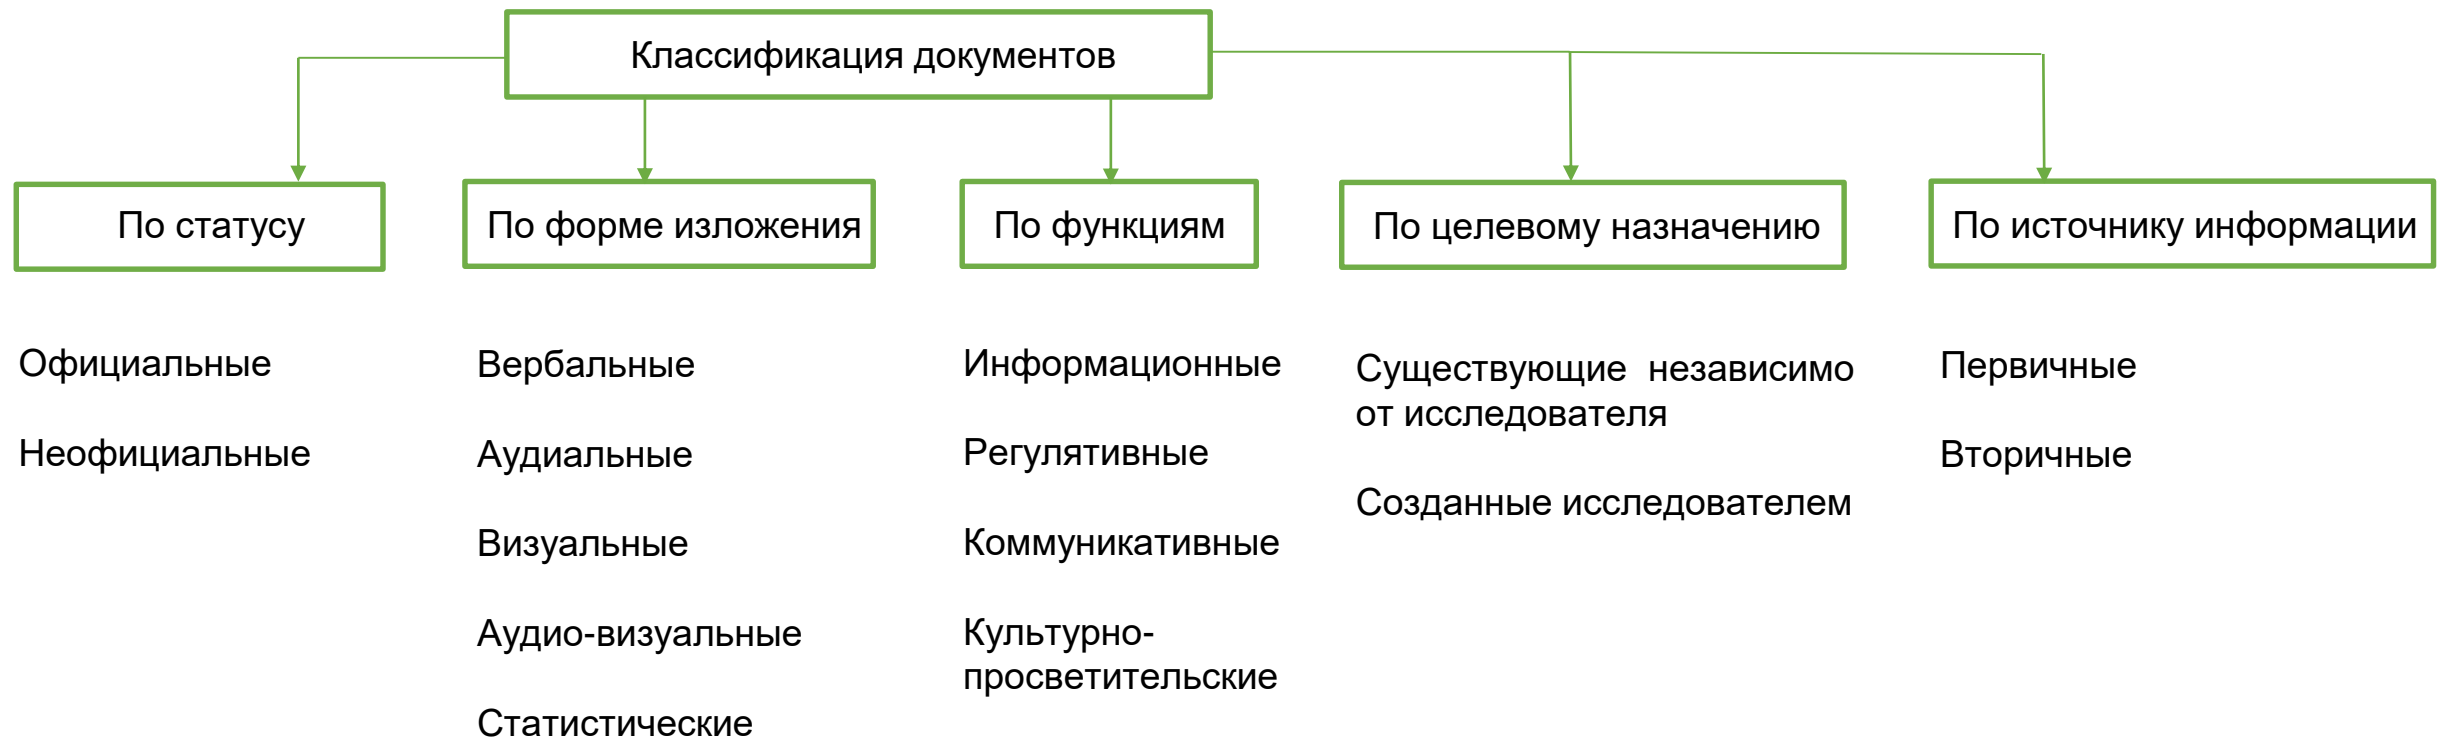 Классификация документов
По статусу
По форме изложения
По функциям
По целевому назначению
По источнику информации
Официальные
Неофициальные
Вербальные
Аудиальные
Визуальные
Аудио-визуальные
Статистические
Информационные
Регулятивные
Коммуникативные
Культурно-
просветительские
Существующие независимо
от исследователя
Созданные исследователем
Первичные
Вторичные